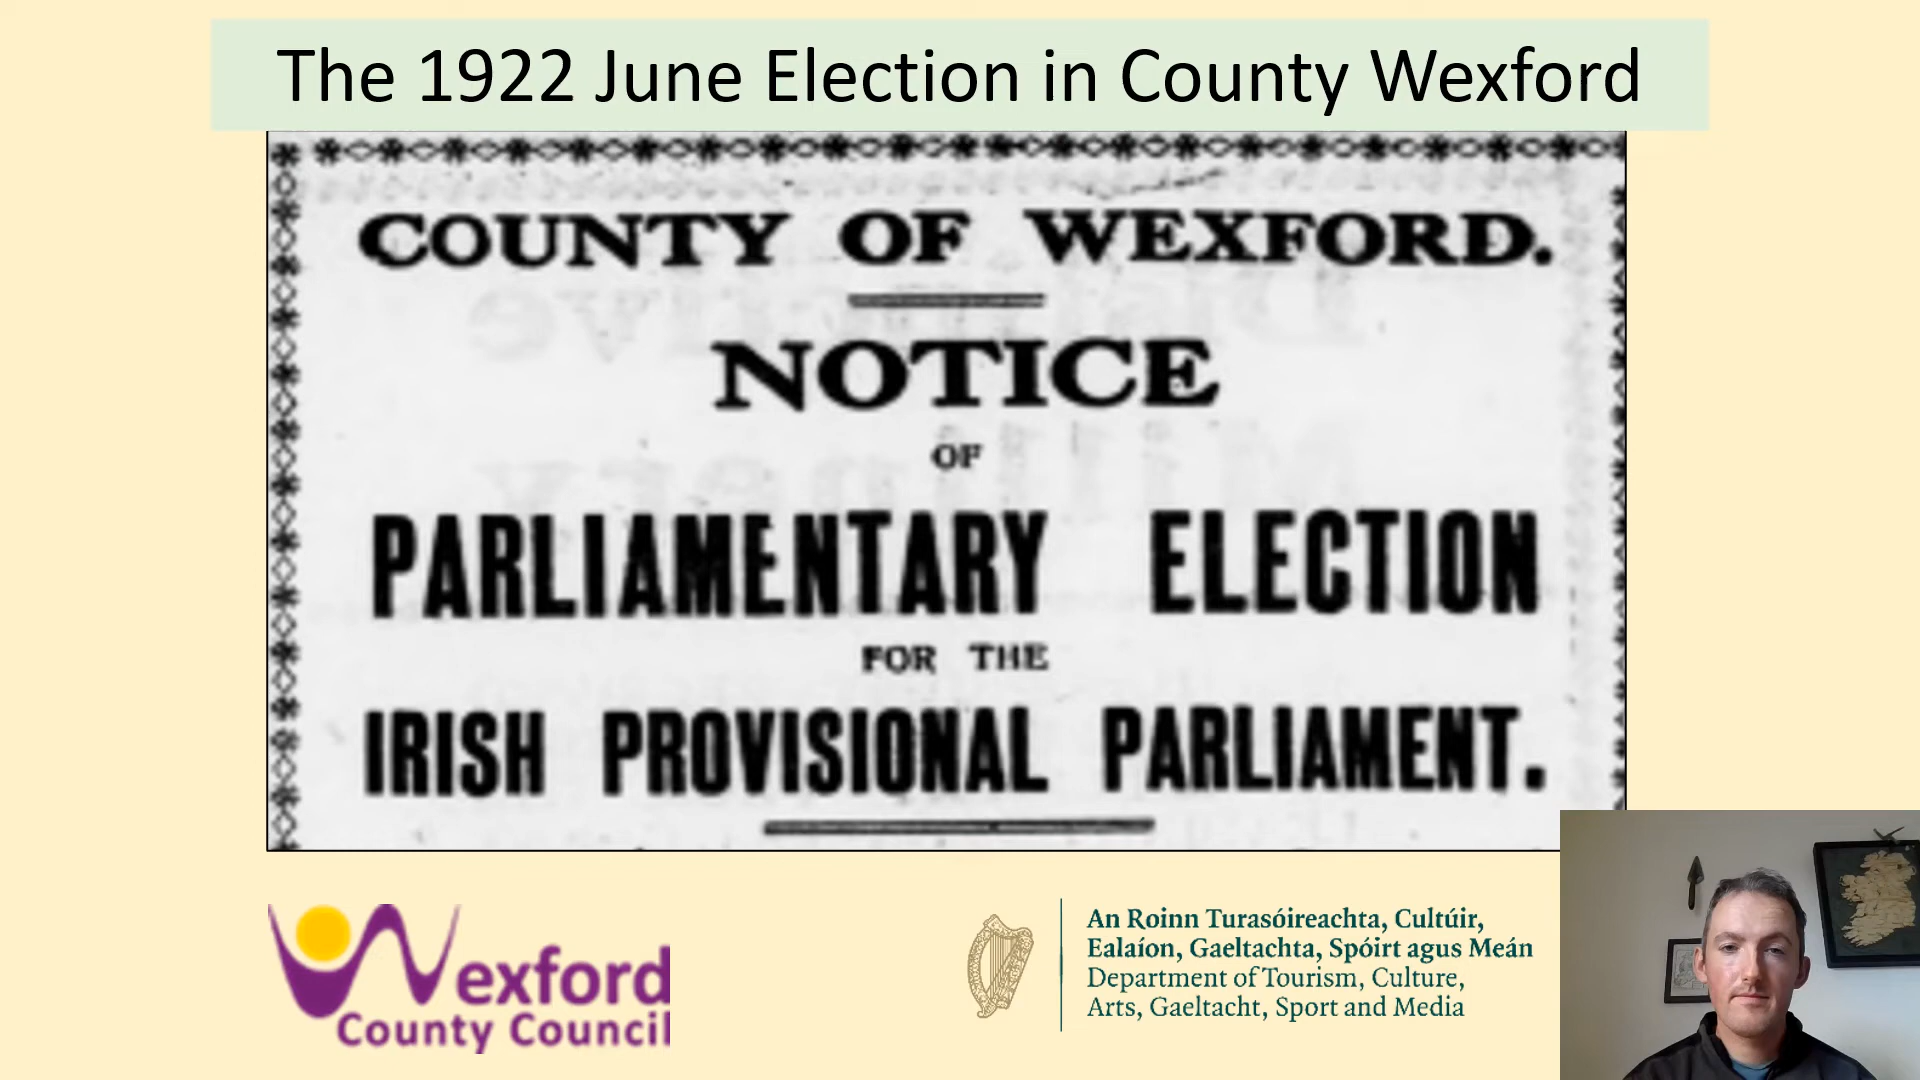 The 1922 June Election in County Wexford
COUNTY OF WEXFORD.
NOTICE
OF
PARLIAMENTARY ELECTION
FOR THE
IRISH PROVISIONAL PARLIAMENT.
Wexford
County Council
An Roinn Turasóireachta, Cultúir,
Ealaíon, Gaeltachta, Spóirt agus Meán
Department of Tourism, Culture,
Arts, Gaeltacht, Sport and Media